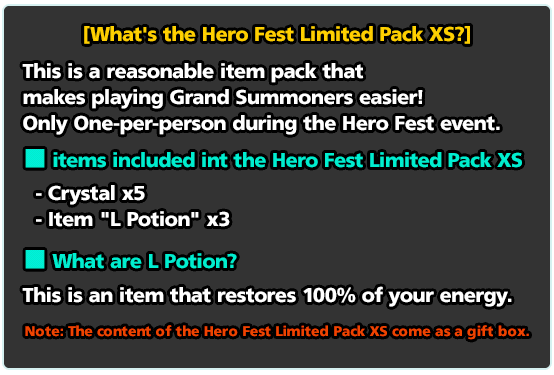 [What's the Hero Fest Limited Pack XS?]
This is a reasonable item pack that
makes playing Grand Summoners easier!
Only One-per-person during the Hero Fest event.
items included int the Hero Fest Limited Pack XS
- Crystal x5
- Item "L Potion" x3
What are L Potion?
This is an item that restores 100% of your energy.
Note: The content of the Hero Fest Limited Pack XS come as a gift box.